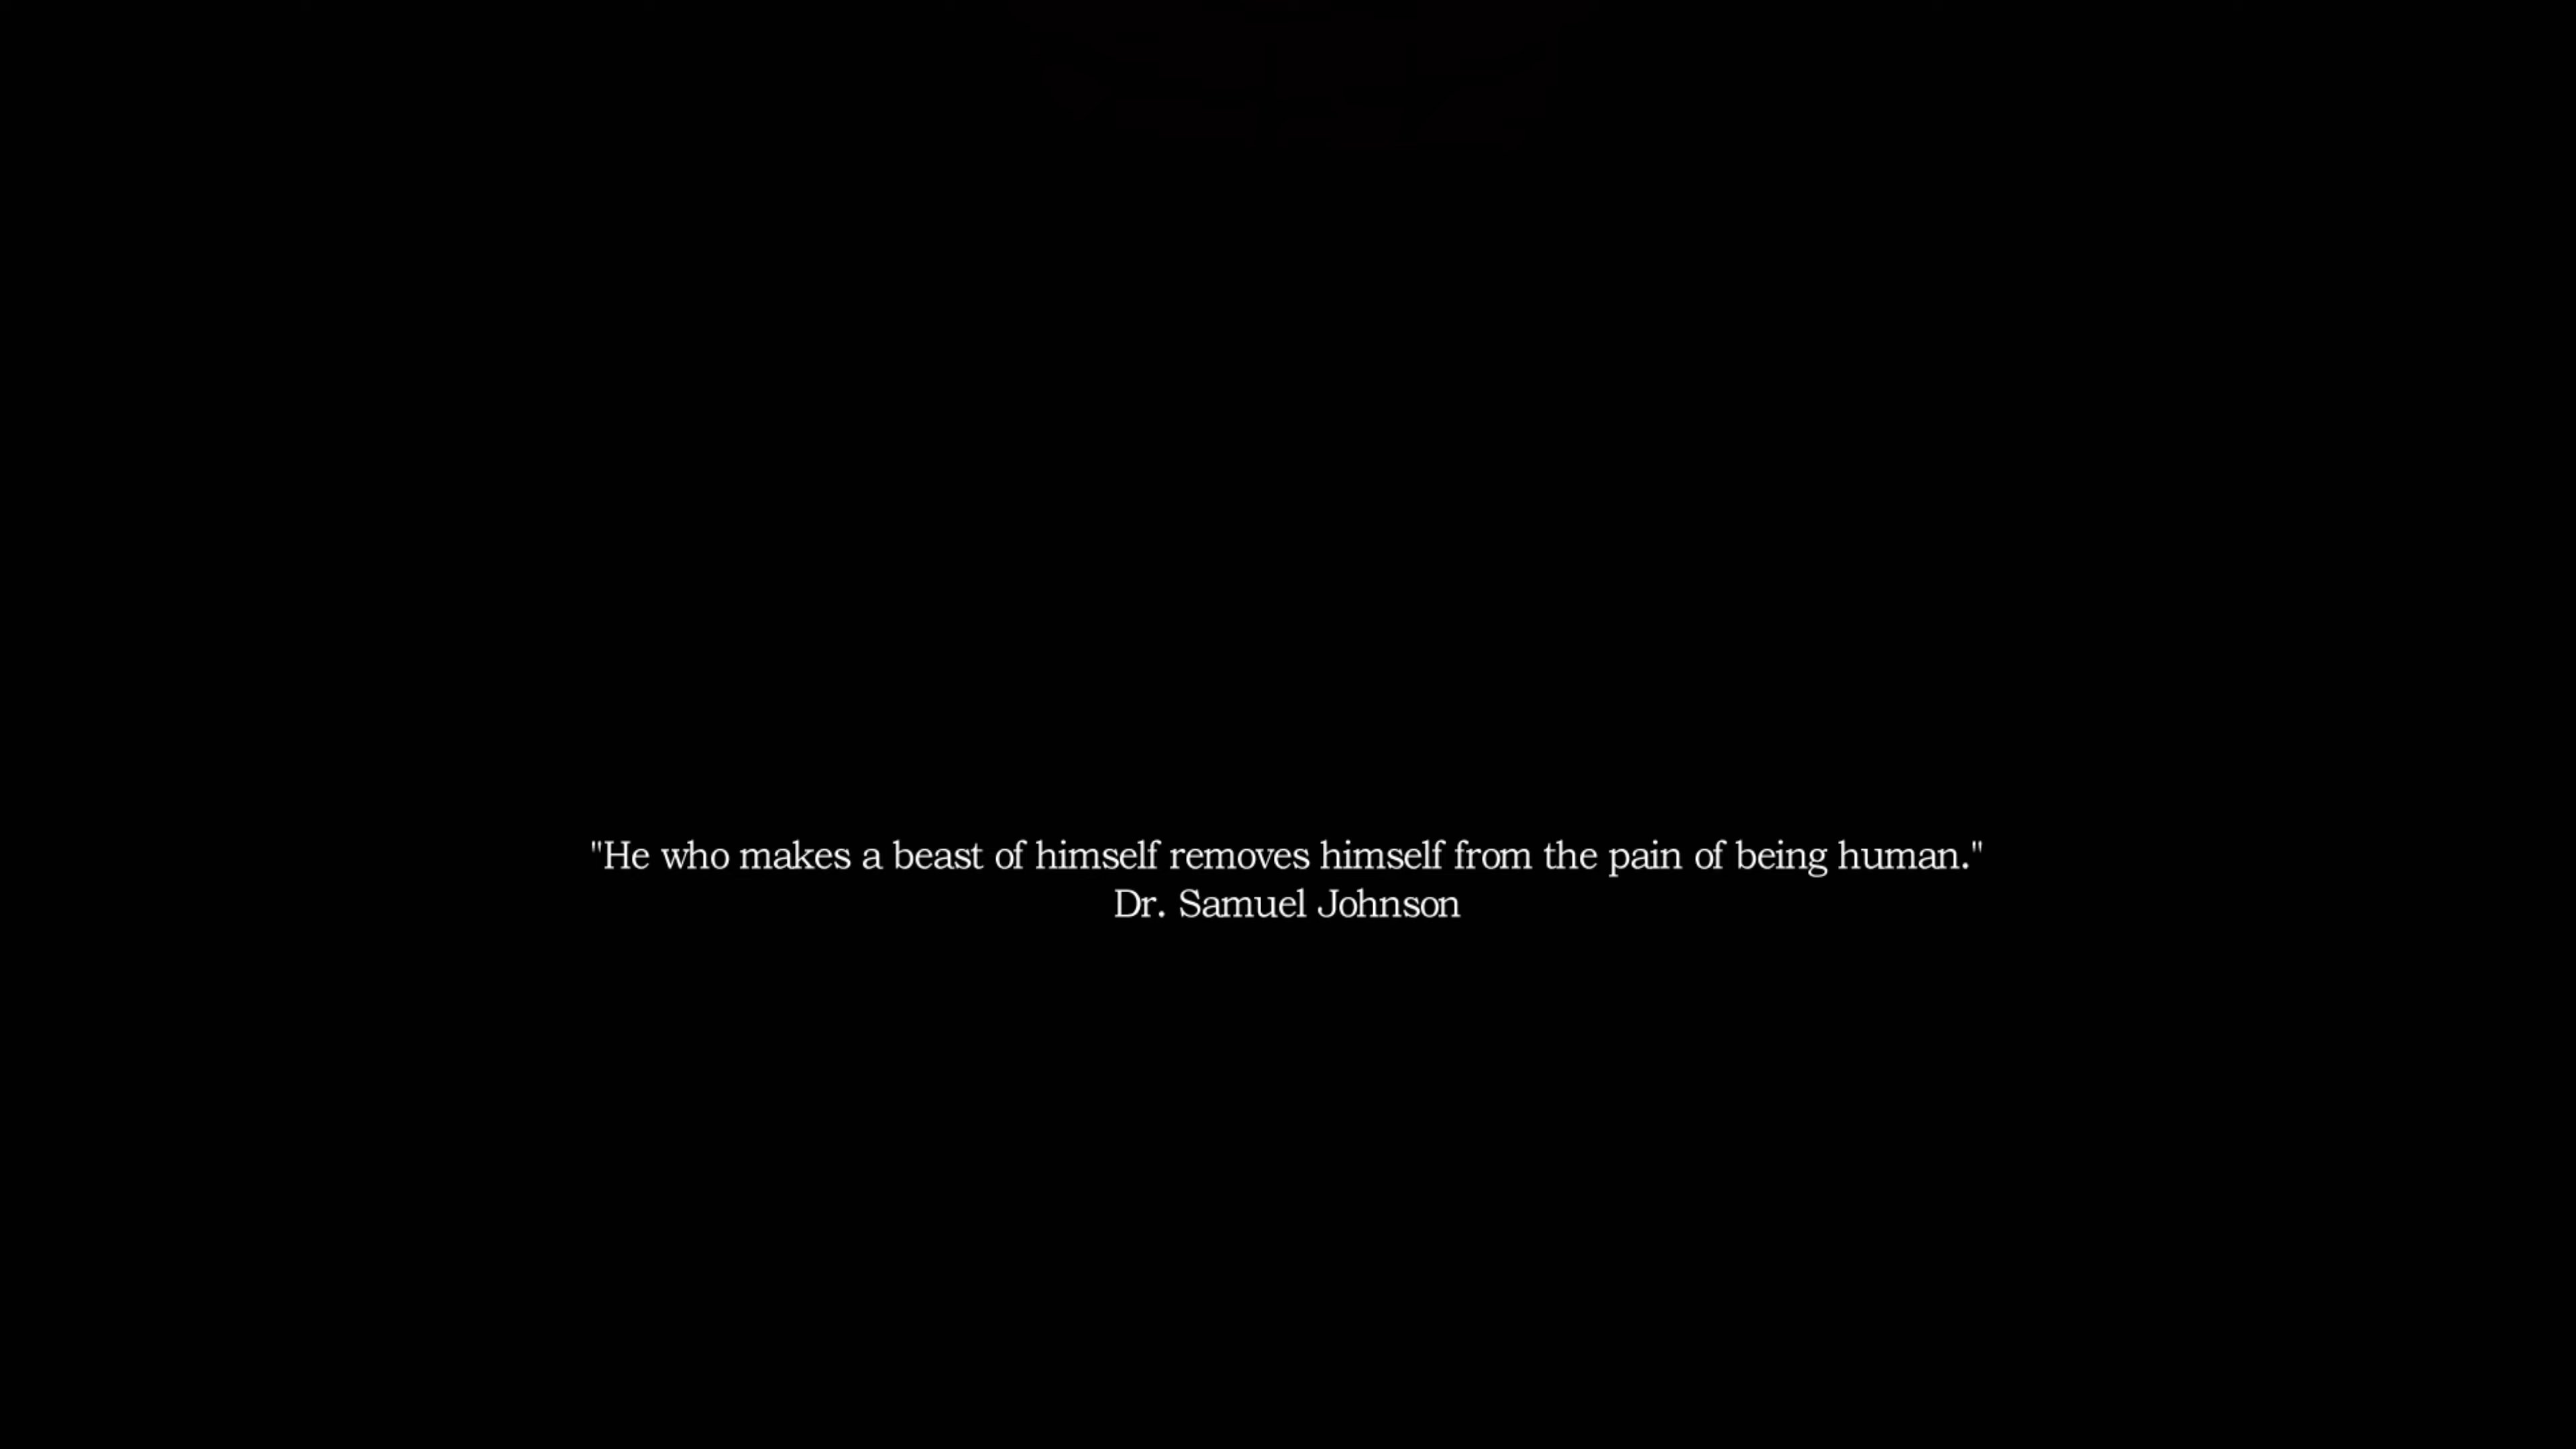 "He who makes a beast of himself removes himself from the pain of being human."
Dr. Samuel Johnson